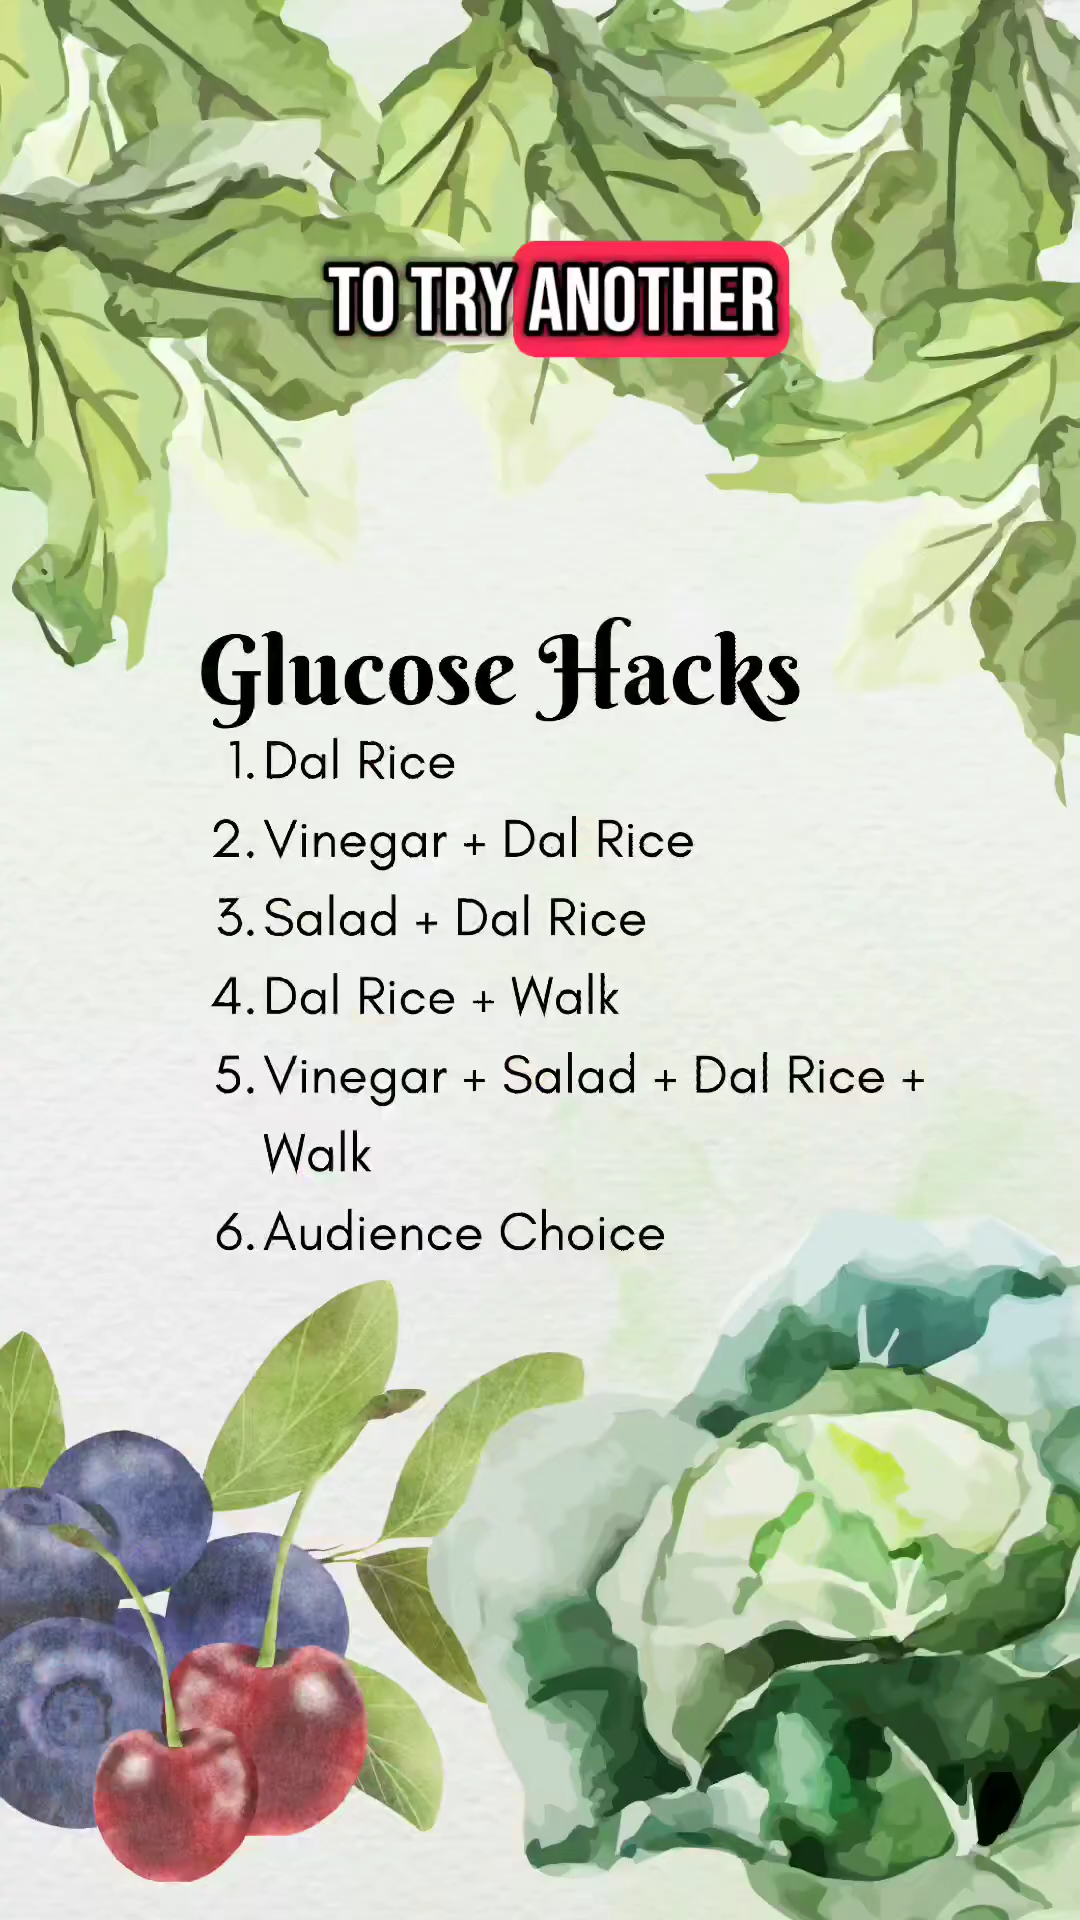 TO TRY ANOTHER
Glucose Hacks
1. Dal Rice
2. Vinegar + Dal Rice
3. Salad + Dal Rice
4. Dal Rice + Walk
5. Vinegar + Salad + Dal Rice +
Walk
6. Audience Choice